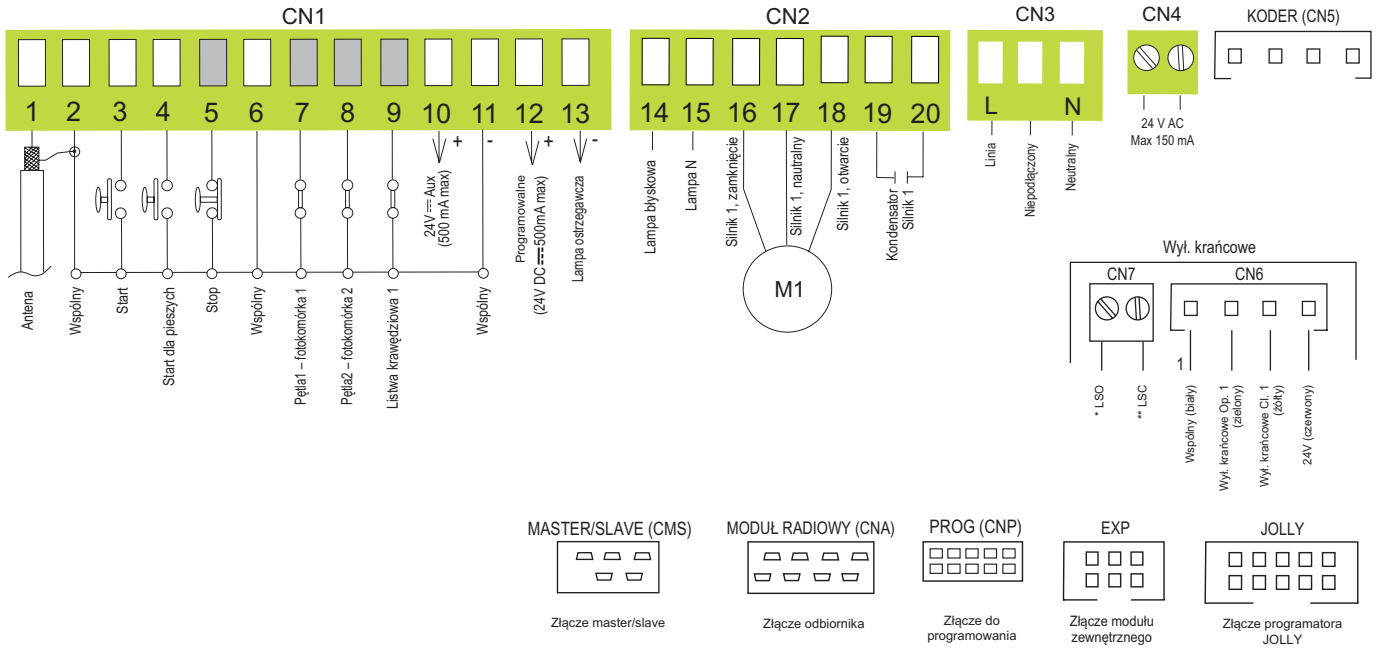 CN1
1 2 3 4 5 6 7 8 9 10 11 12 13
+ - + -
Antena
Wspólny
Start
Start dla pieszych
Stop
Wspólny
Pętla1 – fotokomórka 1
Pętla2 – fotokomórka 2
Listwa krawędziowa 1
24V ⎓ Aux
(500 mA max)
Wspólny
Programowalne
(24V DC ⎓ 500mA max)
Lampa ostrzegawcza
CN2
14 15 16 17 18 19 20
Lampa błyskowa
Lampa N
Silnik 1, zamknięcie
Silnik 1, nautralny
Silnik 1, otwarcie
Kondensator
Silnik 1
M1
CN3
L N
Linia
Niepodłączony
Neutralny
CN4
24 V AC
Max 150 mA
KODER (CN5)
Wył. krańcowe
CN7
* LSO
** LSC
CN6
1
Wspólny (biały)
Wył. krańcowe Op. 1
(zielony)
Wył. krańcowe Cl. 1
(żółty)
24V (czerwony)
MASTER/SLAVE (CMS)
Złącze master/slave
MODUŁ RADIOWY (CNA)
Złącze odbiornika
PROG (CNP)
Złącze do
programowania
EXP
Złącze modułu
zewnętrznego
JOLLY
Złącze programatora
JOLLY